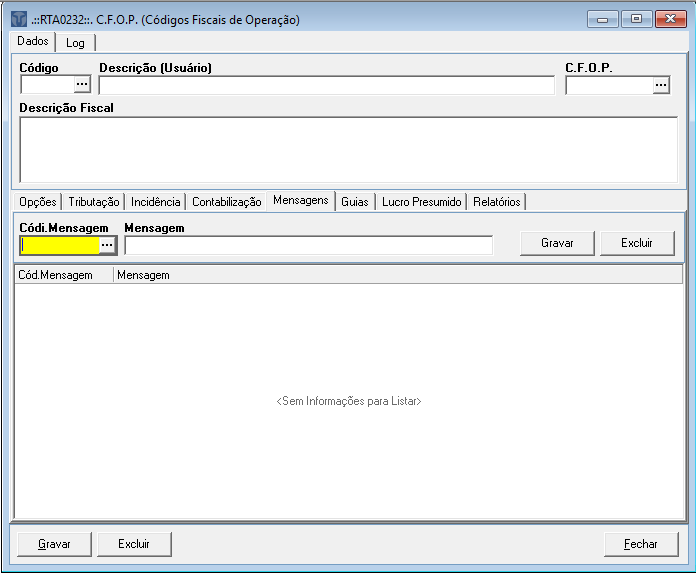 .::RTA0232::. C.F.O.P. (Códigos Fiscais de Operação)
Dados Log
Código Descrição (Usuário) C.F.O.P.
... ...
Descrição Fiscal
Opções Tributação Incidência Contabilização Mensagens Guias Lucro Presumido Relatórios
Códi.Mensagem Mensagem
... Gravar Excluir
Cód.Mensagem Mensagem
<Sem Informações para Listar>
Gravar Excluir Fechar